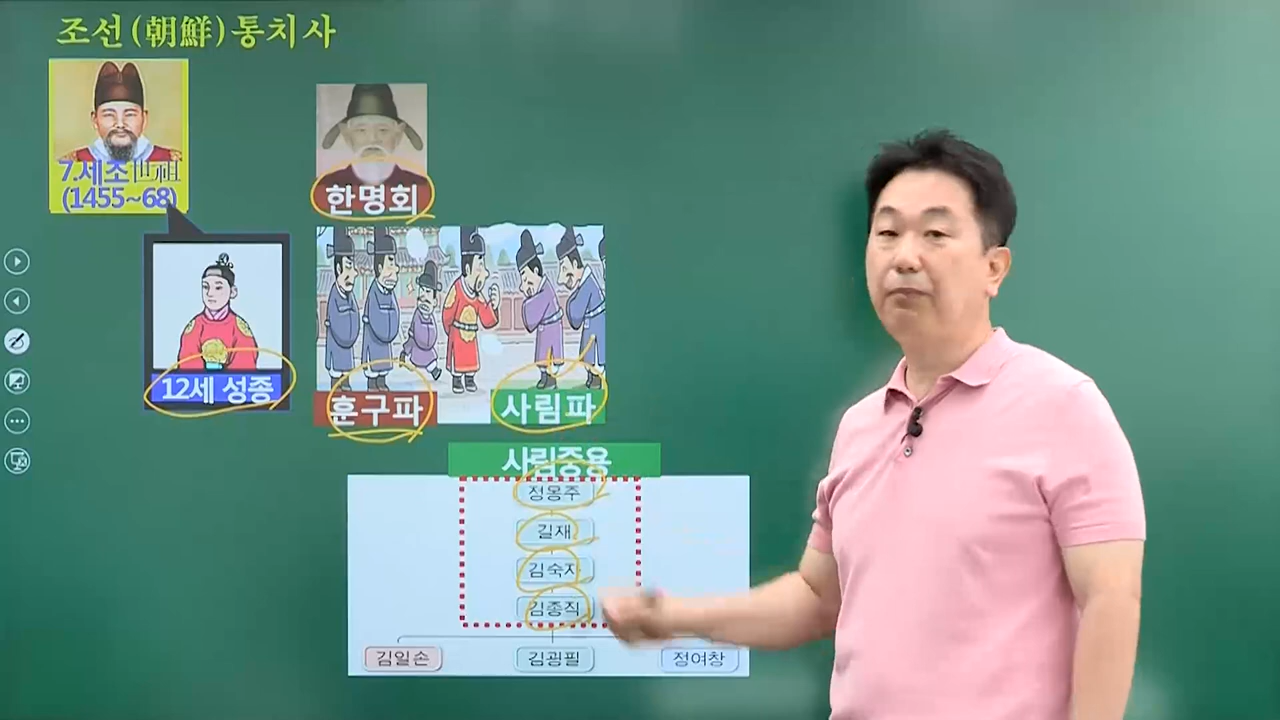 조선(朝鮮)통치사
7.세조世祖
(1455~68)
한명회
12세 성종
훈구파
사림파
사림중용
정몽주
길재
김숙자
김종직
김일손
김굉필
정여창